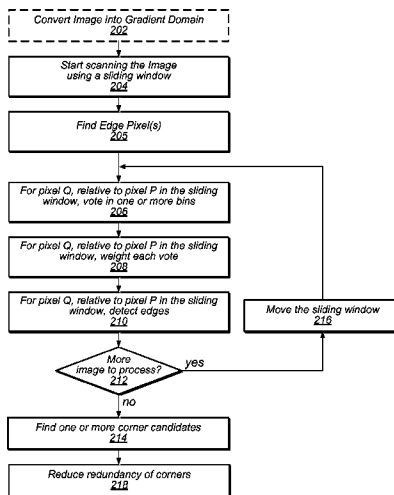 Convert Image into Gradient Domain
202
Start scanning the Image
using a sliding window
204
Find Edge Pixel(s)
205
For pixel Q, relative to pixel P in the sliding
window, vote in one or more bins
206
For pixel Q, relative to pixel P in the sliding
window, weight each vote
208
For pixel Q, relative to pixel P in the sliding
window, detect edges
210
Move the sliding window
216
More
image to process?
212
yes
no
Find one or more corner candidates
214
Reduce redundancy of corners
218